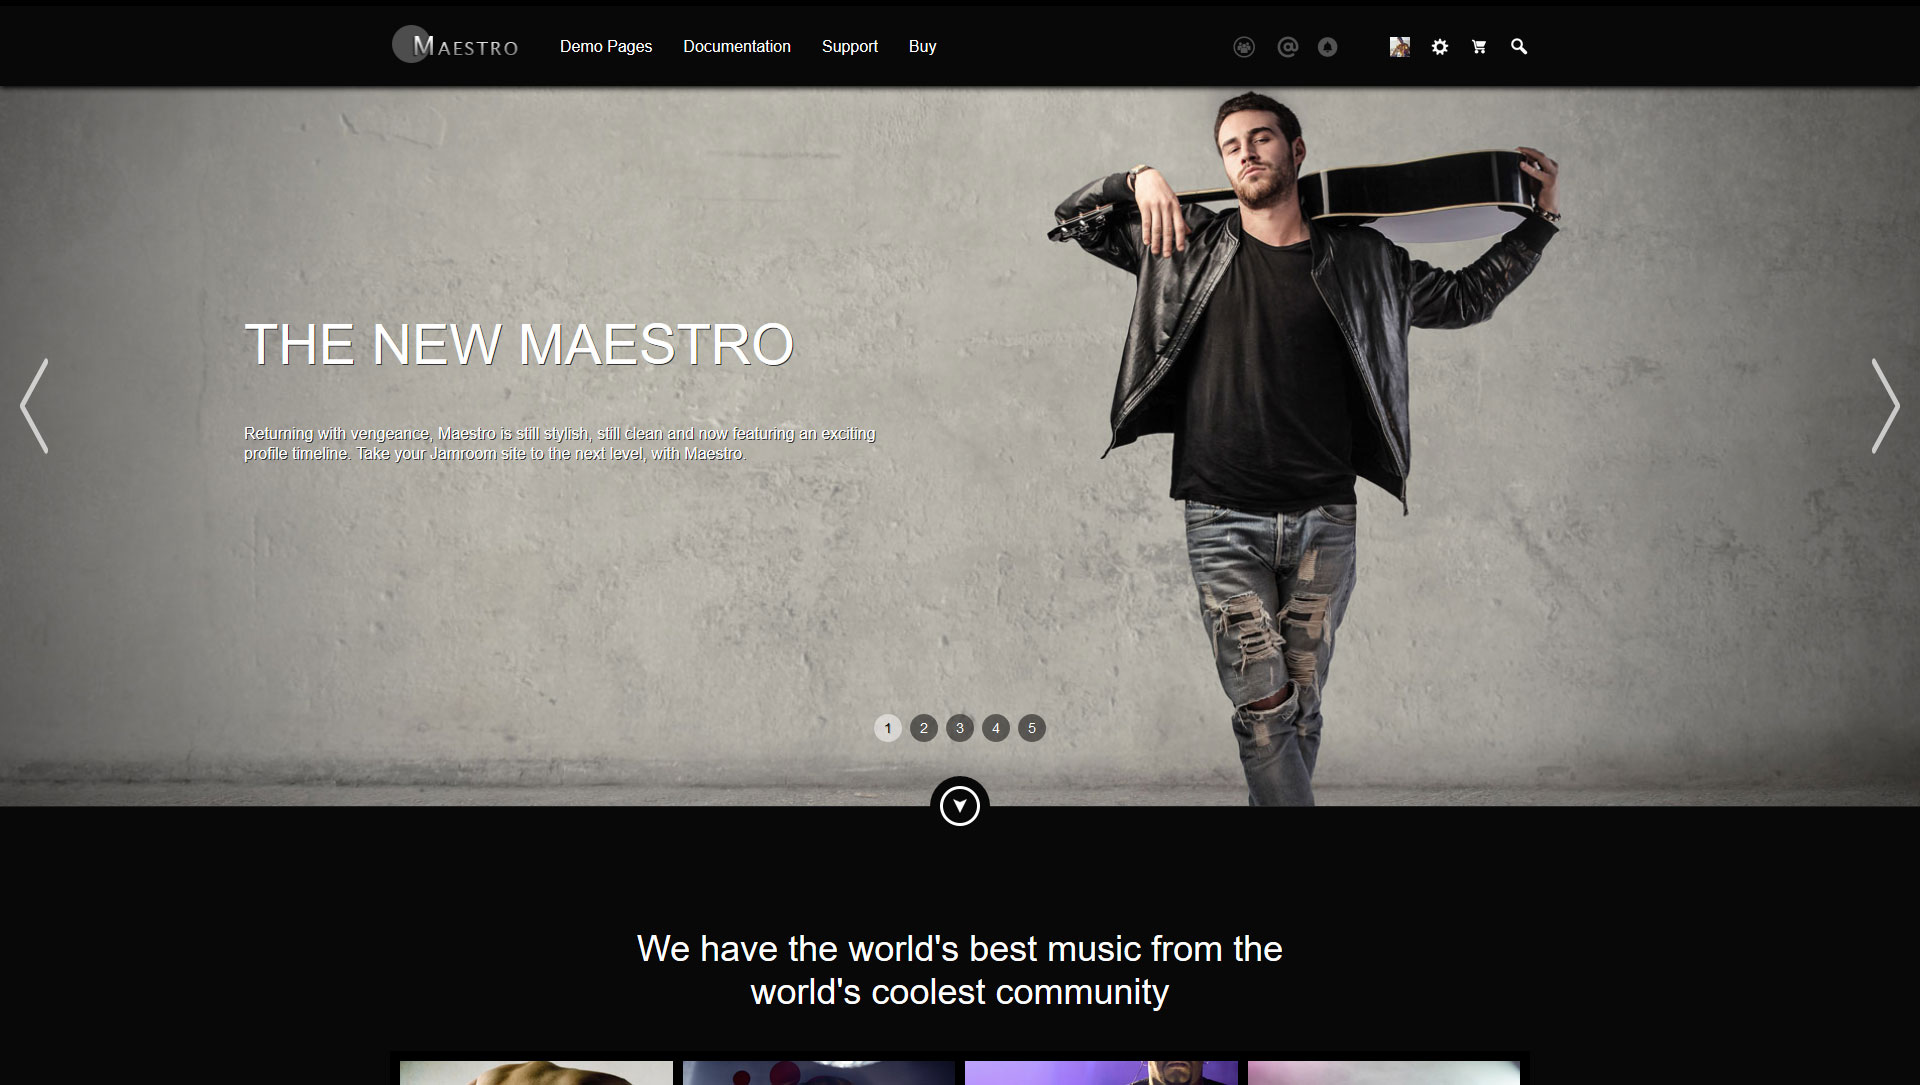 MAESTRO
Demo Pages
Documentation
Support
Buy
THE NEW MAESTRO
Returning with vengeance, Maestro is still stylish, still clean and now featuring an exciting
profile timeline. Take your Jamroom site to the next level, with Maestro.
1 2 3 4 5
We have the world's best music from the
world's coolest community